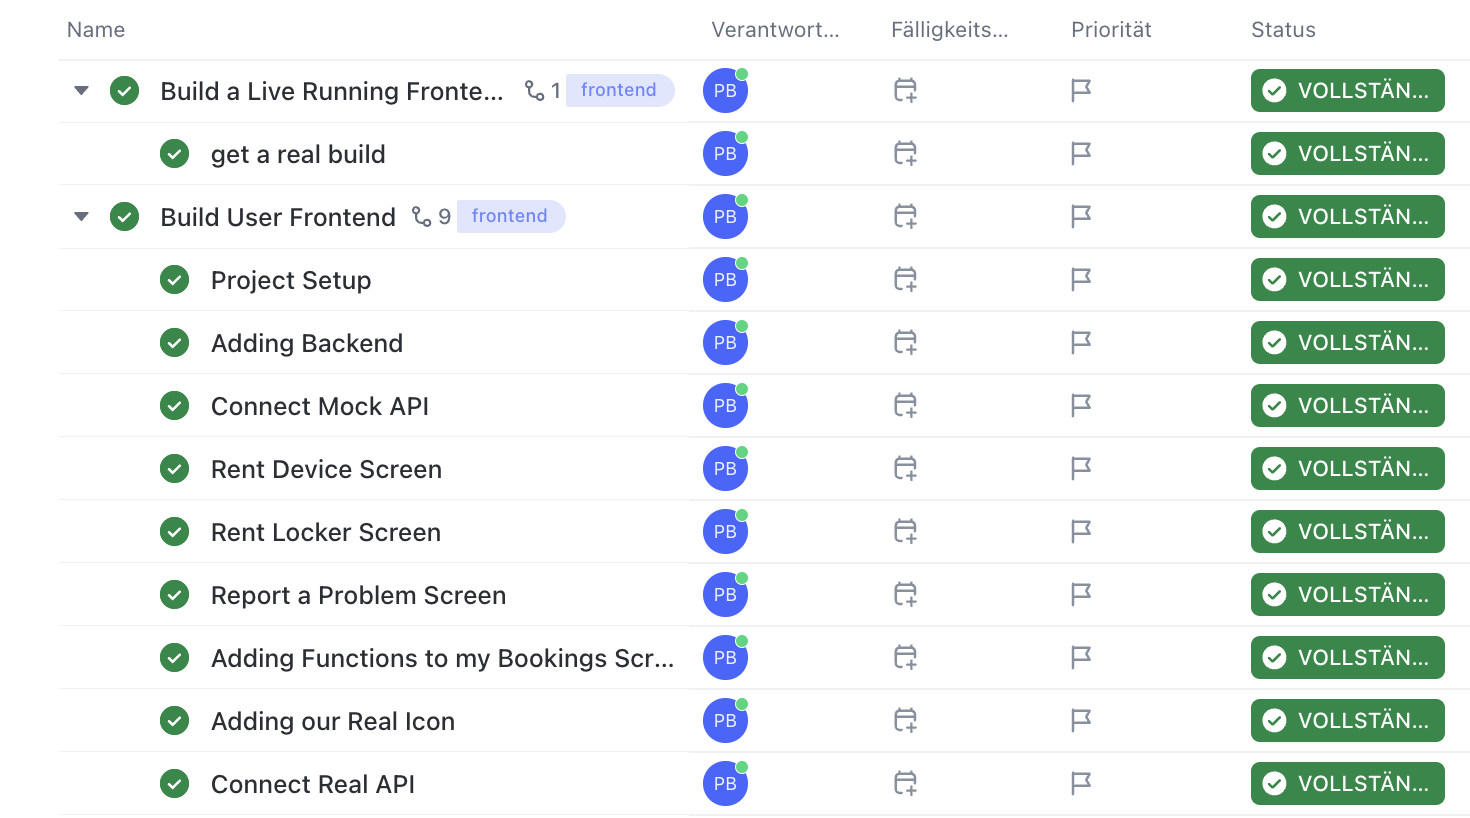 Name Verantwort... Fälligkeits... Priorität Status
Build a Live Running Fronte... 1 frontend PB VOLLSTÄN...
get a real build PB VOLLSTÄN...
Build User Frontend 9 frontend PB VOLLSTÄN...
Project Setup PB VOLLSTÄN...
Adding Backend PB VOLLSTÄN...
Connect Mock API PB VOLLSTÄN...
Rent Device Screen PB VOLLSTÄN...
Rent Locker Screen PB VOLLSTÄN...
Report a Problem Screen PB VOLLSTÄN...
Adding Functions to my Bookings Scr... PB VOLLSTÄN...
Adding our Real Icon PB VOLLSTÄN...
Connect Real API PB VOLLSTÄN...